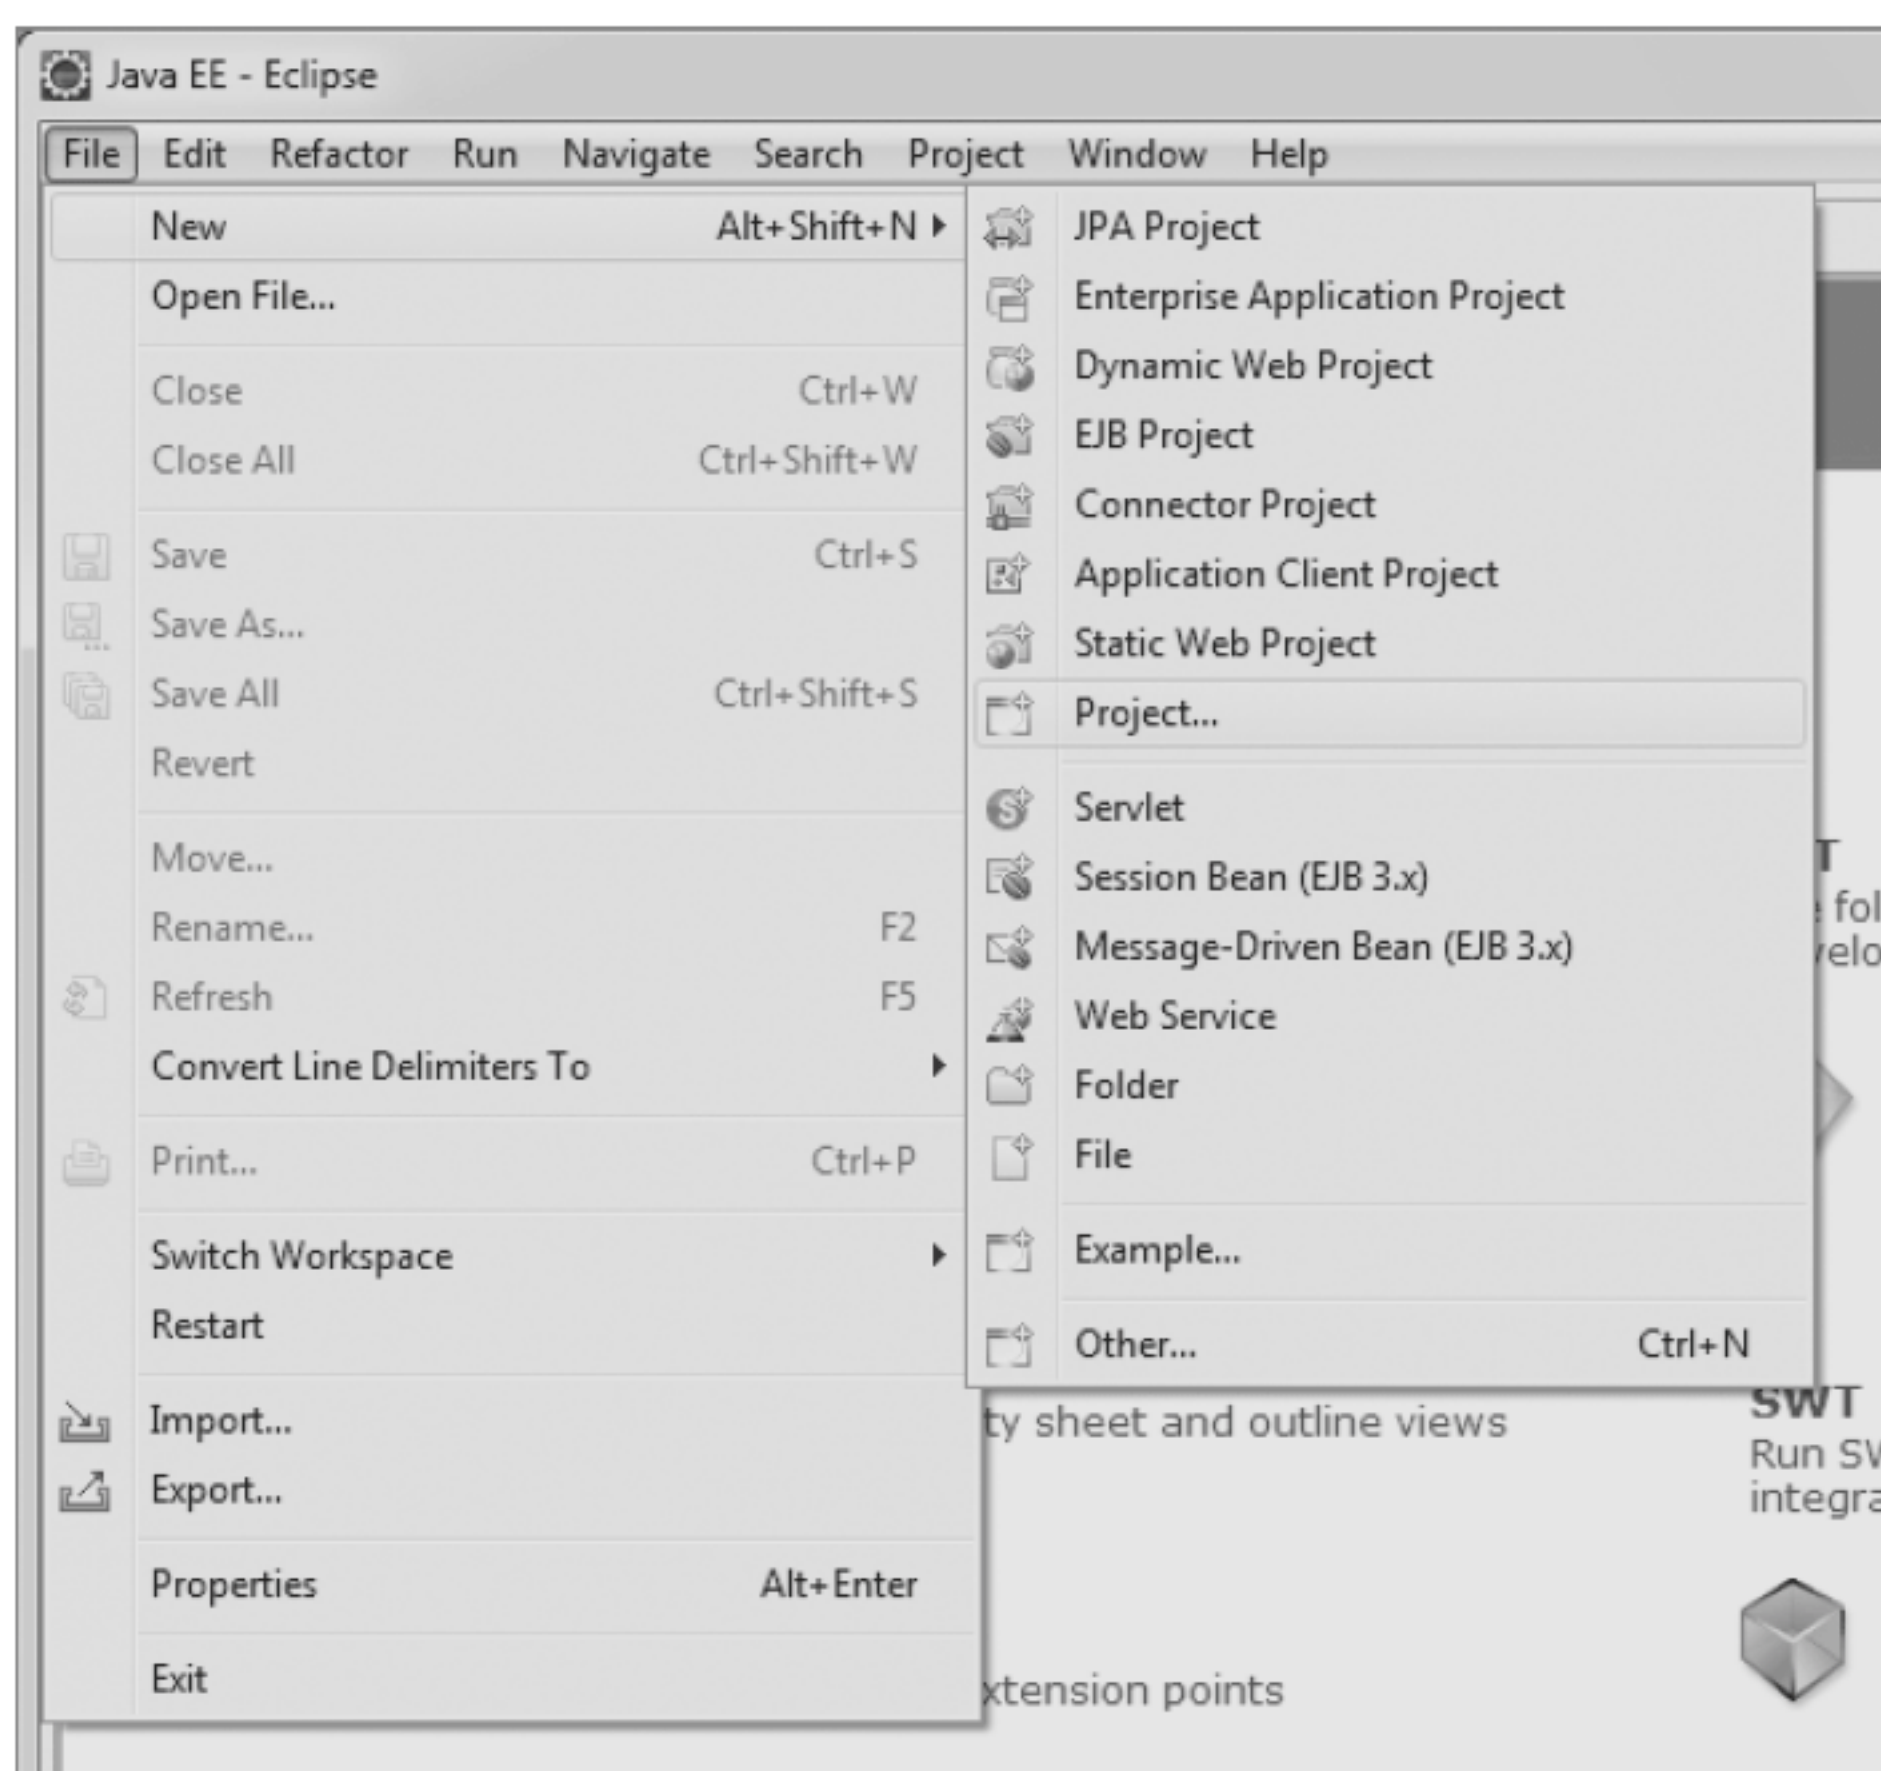 Java EE - Eclipse
File Edit Refactor Run Navigate Search Project Window Help
New Alt+Shift+N
Open File...
Close Ctrl+W
Close All Ctrl+Shift+W
Save Ctrl+S
Save As...
Save All Ctrl+Shift+S
Revert
Move...
Rename... F2
Refresh F5
Convert Line Delimiters To
Print... Ctrl+P
Switch Workspace
Restart
Import...
Export...
Properties Alt+Enter
Exit
JPA Project
Enterprise Application Project
Dynamic Web Project
EJB Project
Connector Project
Application Client Project
Static Web Project
Project...
Servlet
Session Bean (EJB 3.x)
Message-Driven Bean (EJB 3.x)
Web Service
Folder
File
Example...
Other... Ctrl+N
T
fol
velo
ty sheet and outline views
SWT
Run SW
integra
xtension points